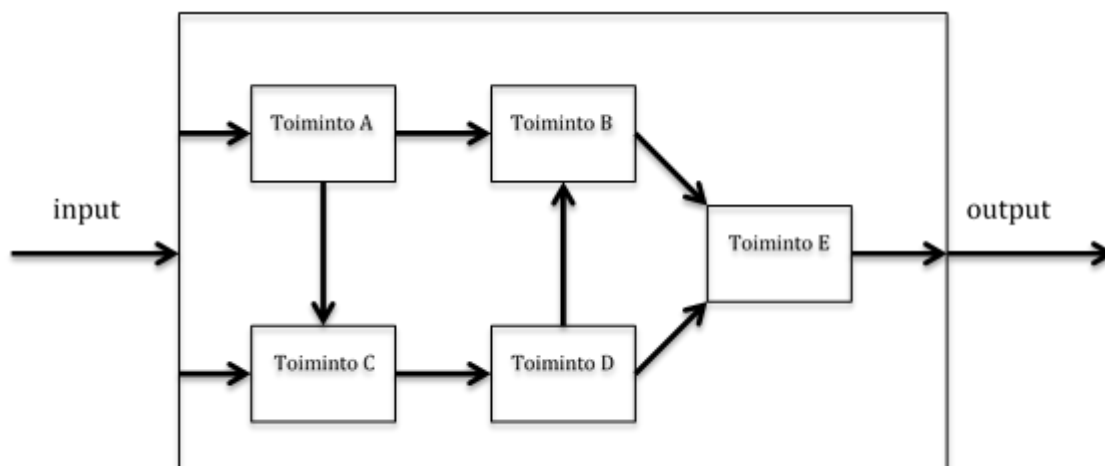 Toiminto A
Toiminto B
input
output
Toiminto E
Toiminto C
Toiminto D